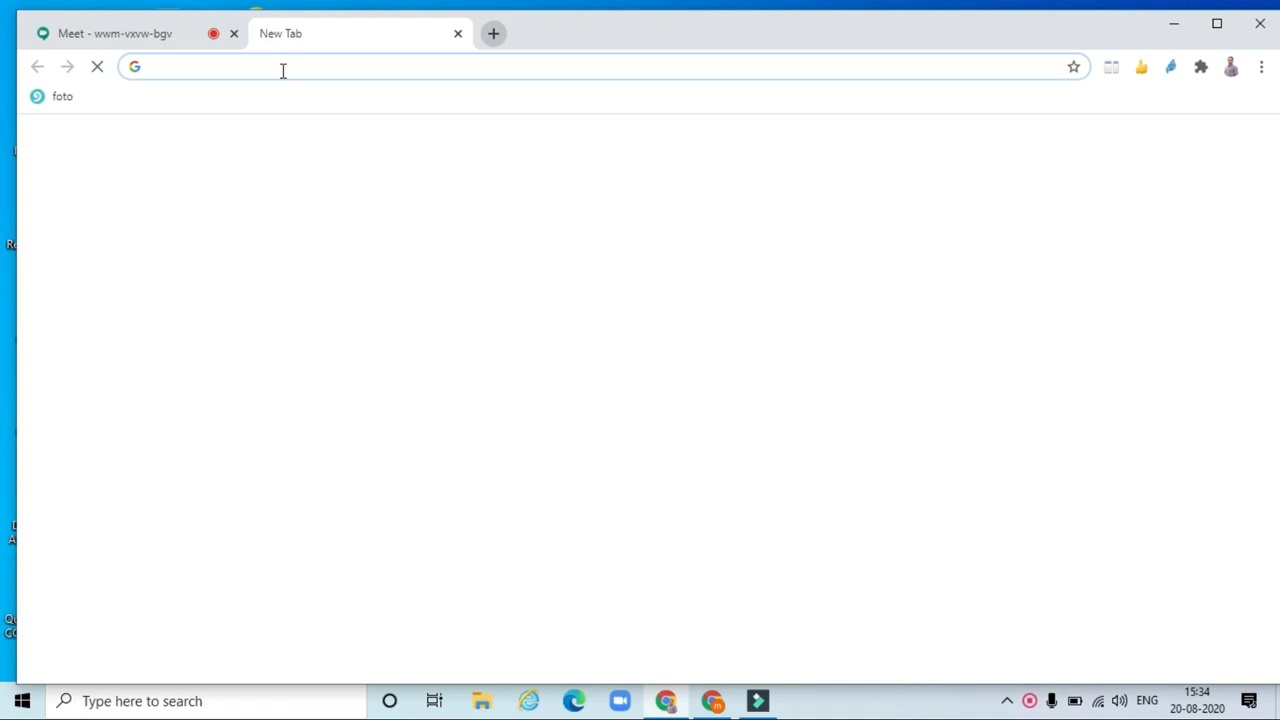 Meet - wwm-vxvw-bgv
New Tab
foto
Type here to search
ENG
15:34
20-08-2020